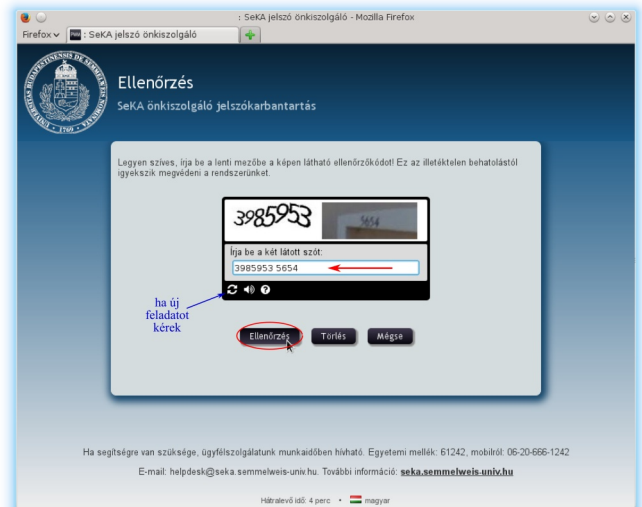 : SeKA jelszó önkiszolgáló - Mozilla Firefox
Firefox
: SeKA jelszó önkiszolgáló
Ellenőrzés
SeKA önkiszolgáló jelszókarbantartás
1769
Legyen szíves, írja be a lenti mezőbe a képen látható ellenőrzőkódot! Ez az illetéktelen behatolástól
igyekszik megvédeni a rendszerünket.
3985953 5654
Írja be a két látott szót:
3985953 5654
ha új
feladatot
kérek
Ellenőrzés Törlés Mégse
Ha segítségre van szüksége, ügyfélszolgálatunk munkaidőben hívható. Egyetemi mellék: 61242, mobilról: 06-20-666-1242
E-mail: helpdesk@seka.semmelweis-univ.hu. További információ: seka.semmelweis-univ.hu
Hátralevő idő: 4 perc • magyar